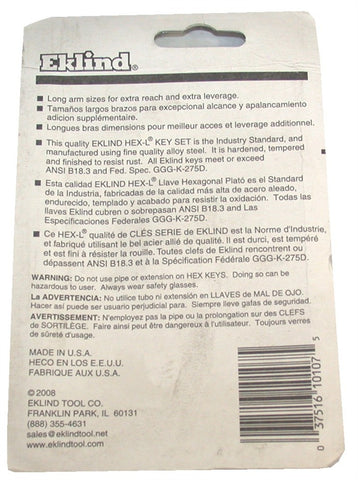 Eklind®
■ Long arm sizes for extra reach and extra leverage.
■ Tamaños largos brazos para excepcional alcance y apalancamiento
adicion supplémentaire.
■ Longues bras dimensions pour meilleur acces et leverage additionnel.
■ This quality EKLIND HEX-L® KEY SET is the Industry Standard, and
manufactured using fine quality alloy steel. It is hardened, tempered
and finished to resist rust. All Eklind keys meet or exceed
ANSI B18.3 and Fed. Spec. GGG-K-275D.
■ Esta calidad EKLIND HEX-L® Llave Hexagonal Plató es el Standard
de la Industria, fabricadas de la calidad más alta de acero aleado,
endurecido, templado y acabado para resistir la oxidación. Todas las
llaves Eklind cubren o sobrepasan ANSI B18.3 and Las
Especificaciones Federales GGG-K-275D.
■ Ce HEX-L® qualité de CLÉS SERIE de EKLIND est la Norme d'Industrie,
et fabriqué utilisant le bel acier allié de qualité. Il est durci, est trempé
et est fini à résister la rouille. Toutes clefs de Eklind rencontrent ou
dépassent ANSI B18.3 et à la Spécification Fédérale GGG-K-275D.
WARNING: Do not use pipe or extension on HEX KEYS. Doing so can be
hazardous to user. Always wear safety glasses.
La ADVERTENCIA: No utilice tubo ni extensión en LLAVES de MAL DE OJO.
Hace así puede ser peligroso para usuario. Siempre lleve gafas de seguridad.
AVERTISSEMENT: N'employez pas la pipe ou la prolongation sur des CLEFS
de SORTILÈGE. Faire ainsi peut être dangereux à l'utilisateur. Toujours verres
de sûreté d'usage.
MADE IN U.S.A.
HECO EN LOS E.E.U.U.
FABRIQUE AUX U.S.A.
©2008
EKLIND TOOL CO.
FRANKLIN PARK, IL 60131
(888) 355-4631
sales@eklindtool.net
www.eklindtool.com
0 37516 10107 5